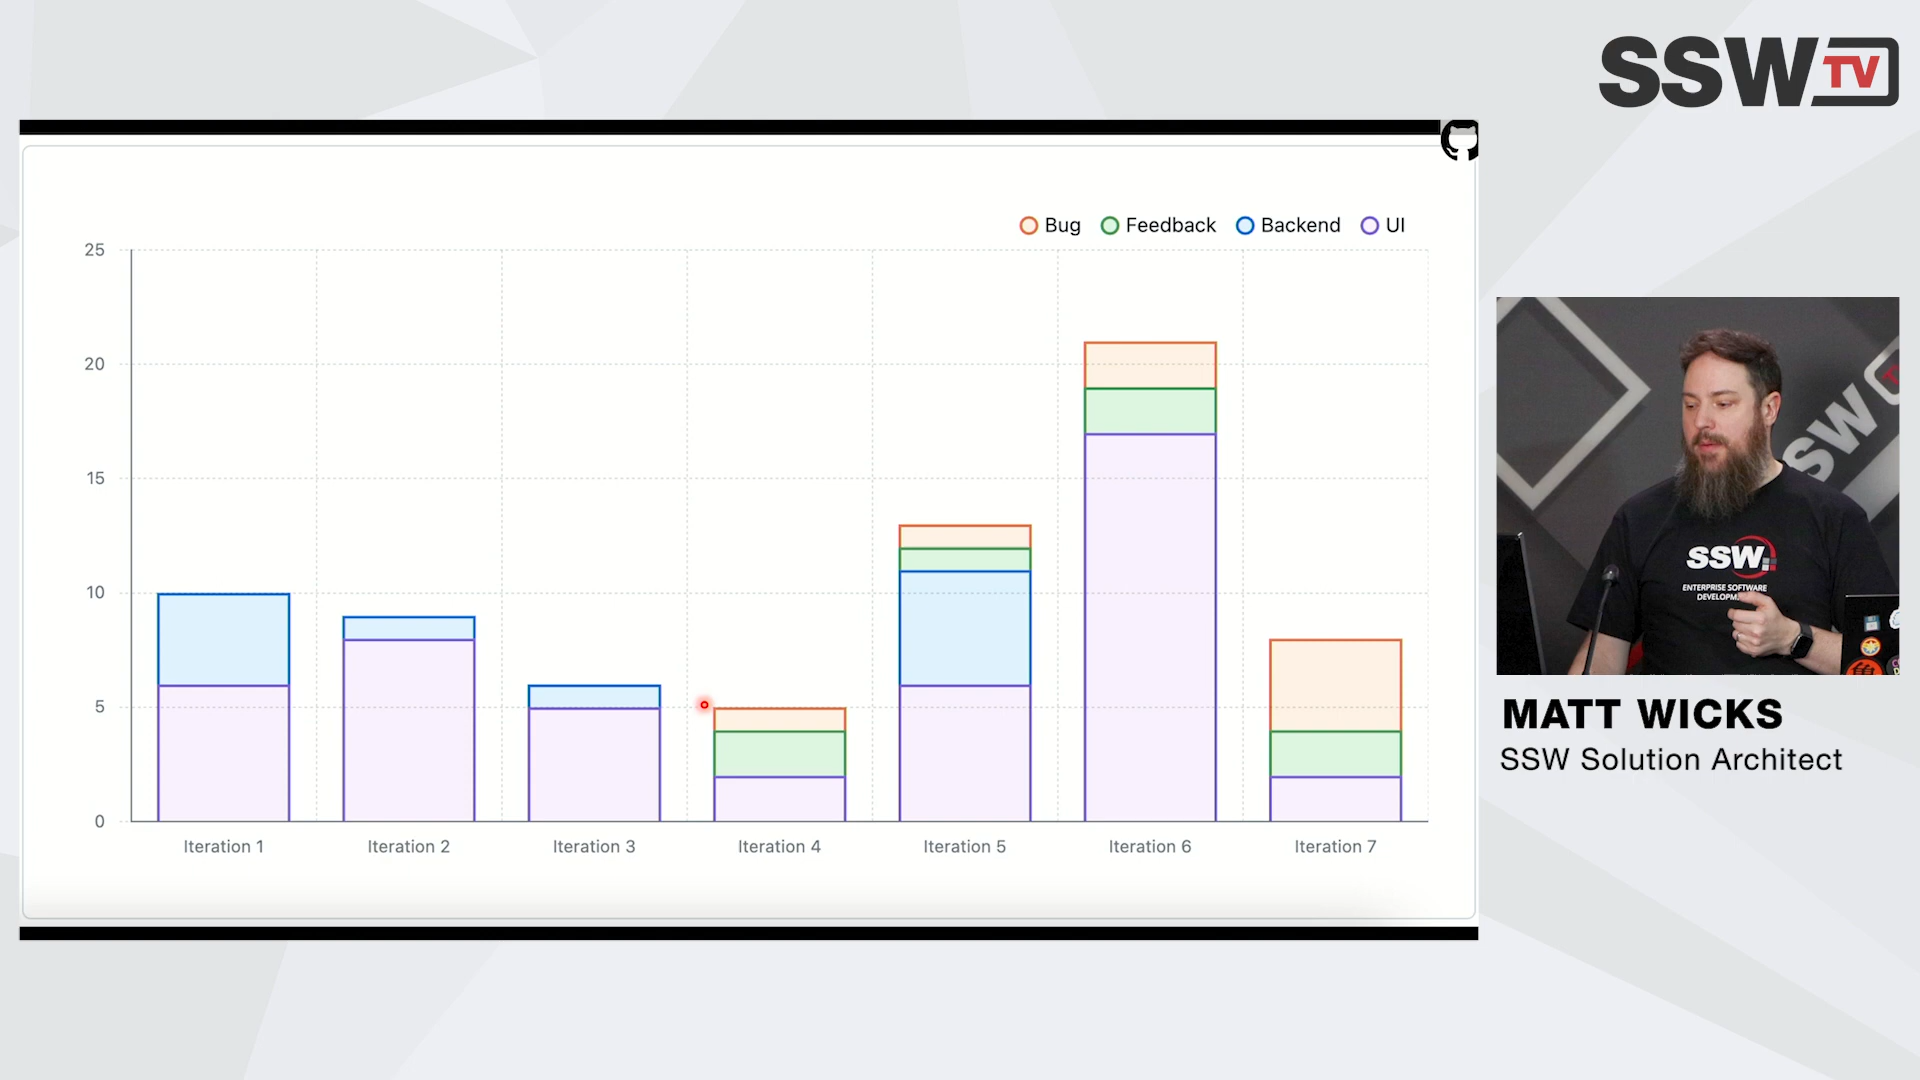 SSW TV
Bug Feedback Backend UI
25
20
15
10
5
0
Iteration 1 Iteration 2 Iteration 3 Iteration 4 Iteration 5 Iteration 6 Iteration 7
SSW
SSW
ENTERPRISE SOFTWARE
MATT WICKS
SSW Solution Architect